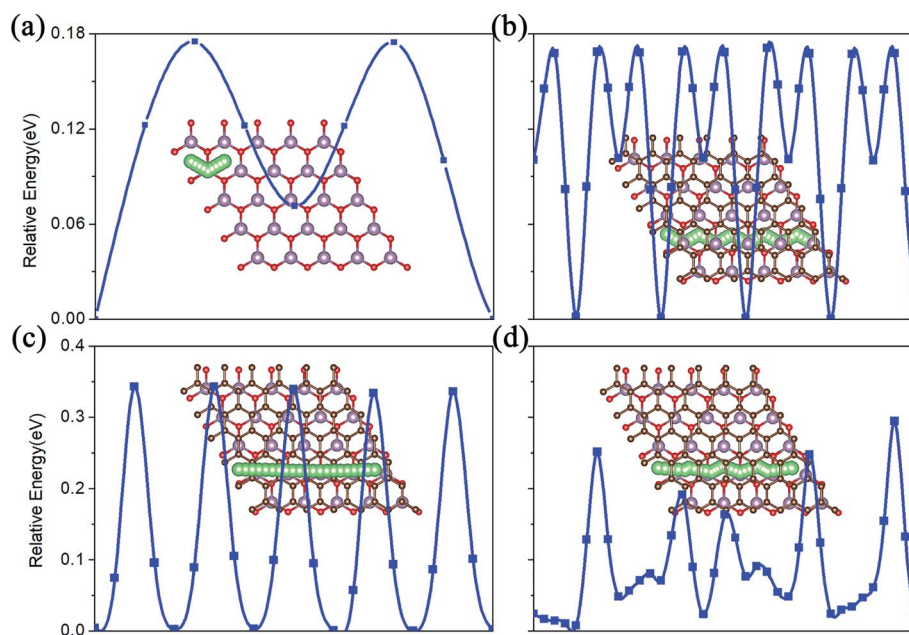 (a)
(b)
0.18
0.12
0.06
0.00
Relative Energy(eV)
(c)
(d)
0.4
0.3
0.2
0.1
0.0
Relative Energy(eV)